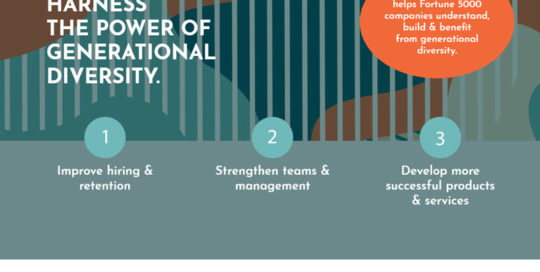 HARNESS
THE POWER OF
GENERATIONAL
DIVERSITY.
helps Fortune 5000
companies understand,
build & benefit
from generational
diversity.
1
Improve hiring &
retention
2
Strengthen teams &
management
3
Develop more
successful products
& services